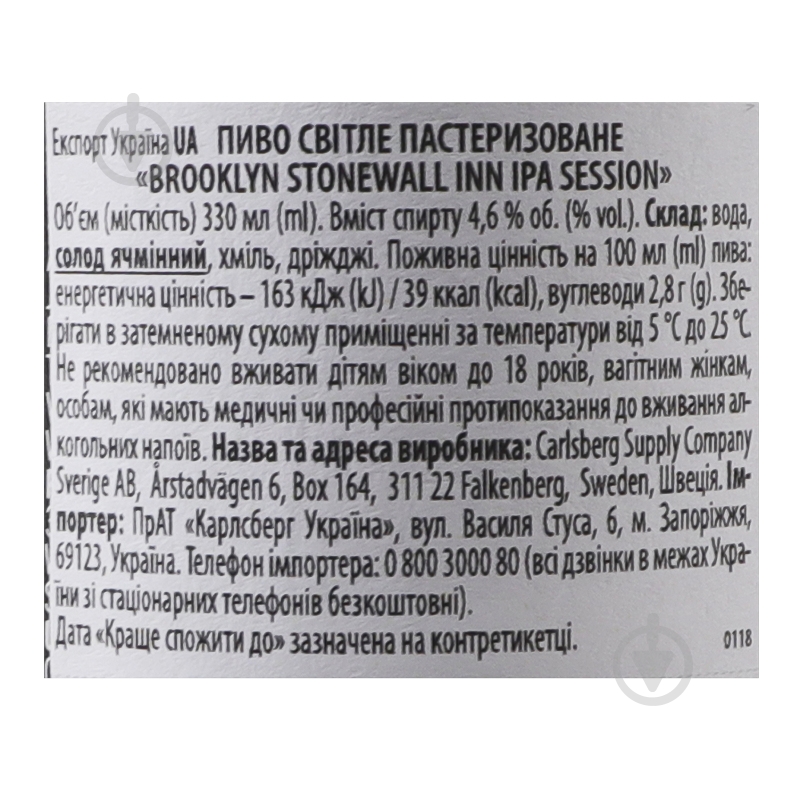 Експорт Україна UA ПИВО СВІТЛЕ ПАСТЕРИЗОВАНЕ
«BROOKLYN STONEWALL INN IPA SESSION»
Об'єм (місткість) 330 мл (ml). Вміст спирту 4,6 % об. (% vol.). Склад: вода,
солод ячмінний, хміль, дріжджі. Поживна цінність на 100 мл (ml) пива:
енергетична цінність – 163 кДж (kJ) / 39 ккал (kcal), вуглеводи 2,8 г (g). Збе-
рігати в затемненому сухому приміщенні за температури від 5 °С до 25 °С.
Не рекомендовано вживати дітям віком до 18 років, вагітним жінкам,
особам, які мають медичні чи професійні протипоказання до вживання ал-
когольних напоїв. Назва та адреса виробника: Carlsberg Supply Company
Sverige AB, Årstadvägen 6, Box 164, 311 22 Falkenberg, Sweden, Швеція. Ім-
портер: ПрАТ «Карлсберг Україна», вул. Василя Стуса, 6, м. Запоріжжя,
69123, Україна. Телефон імпортера: 0 800 3000 80 (всі дзвінки в межах Укра-
їни зі стаціонарних телефонів безкоштовні).
Дата «Краще спожити до» зазначена на контретикетці. 0118